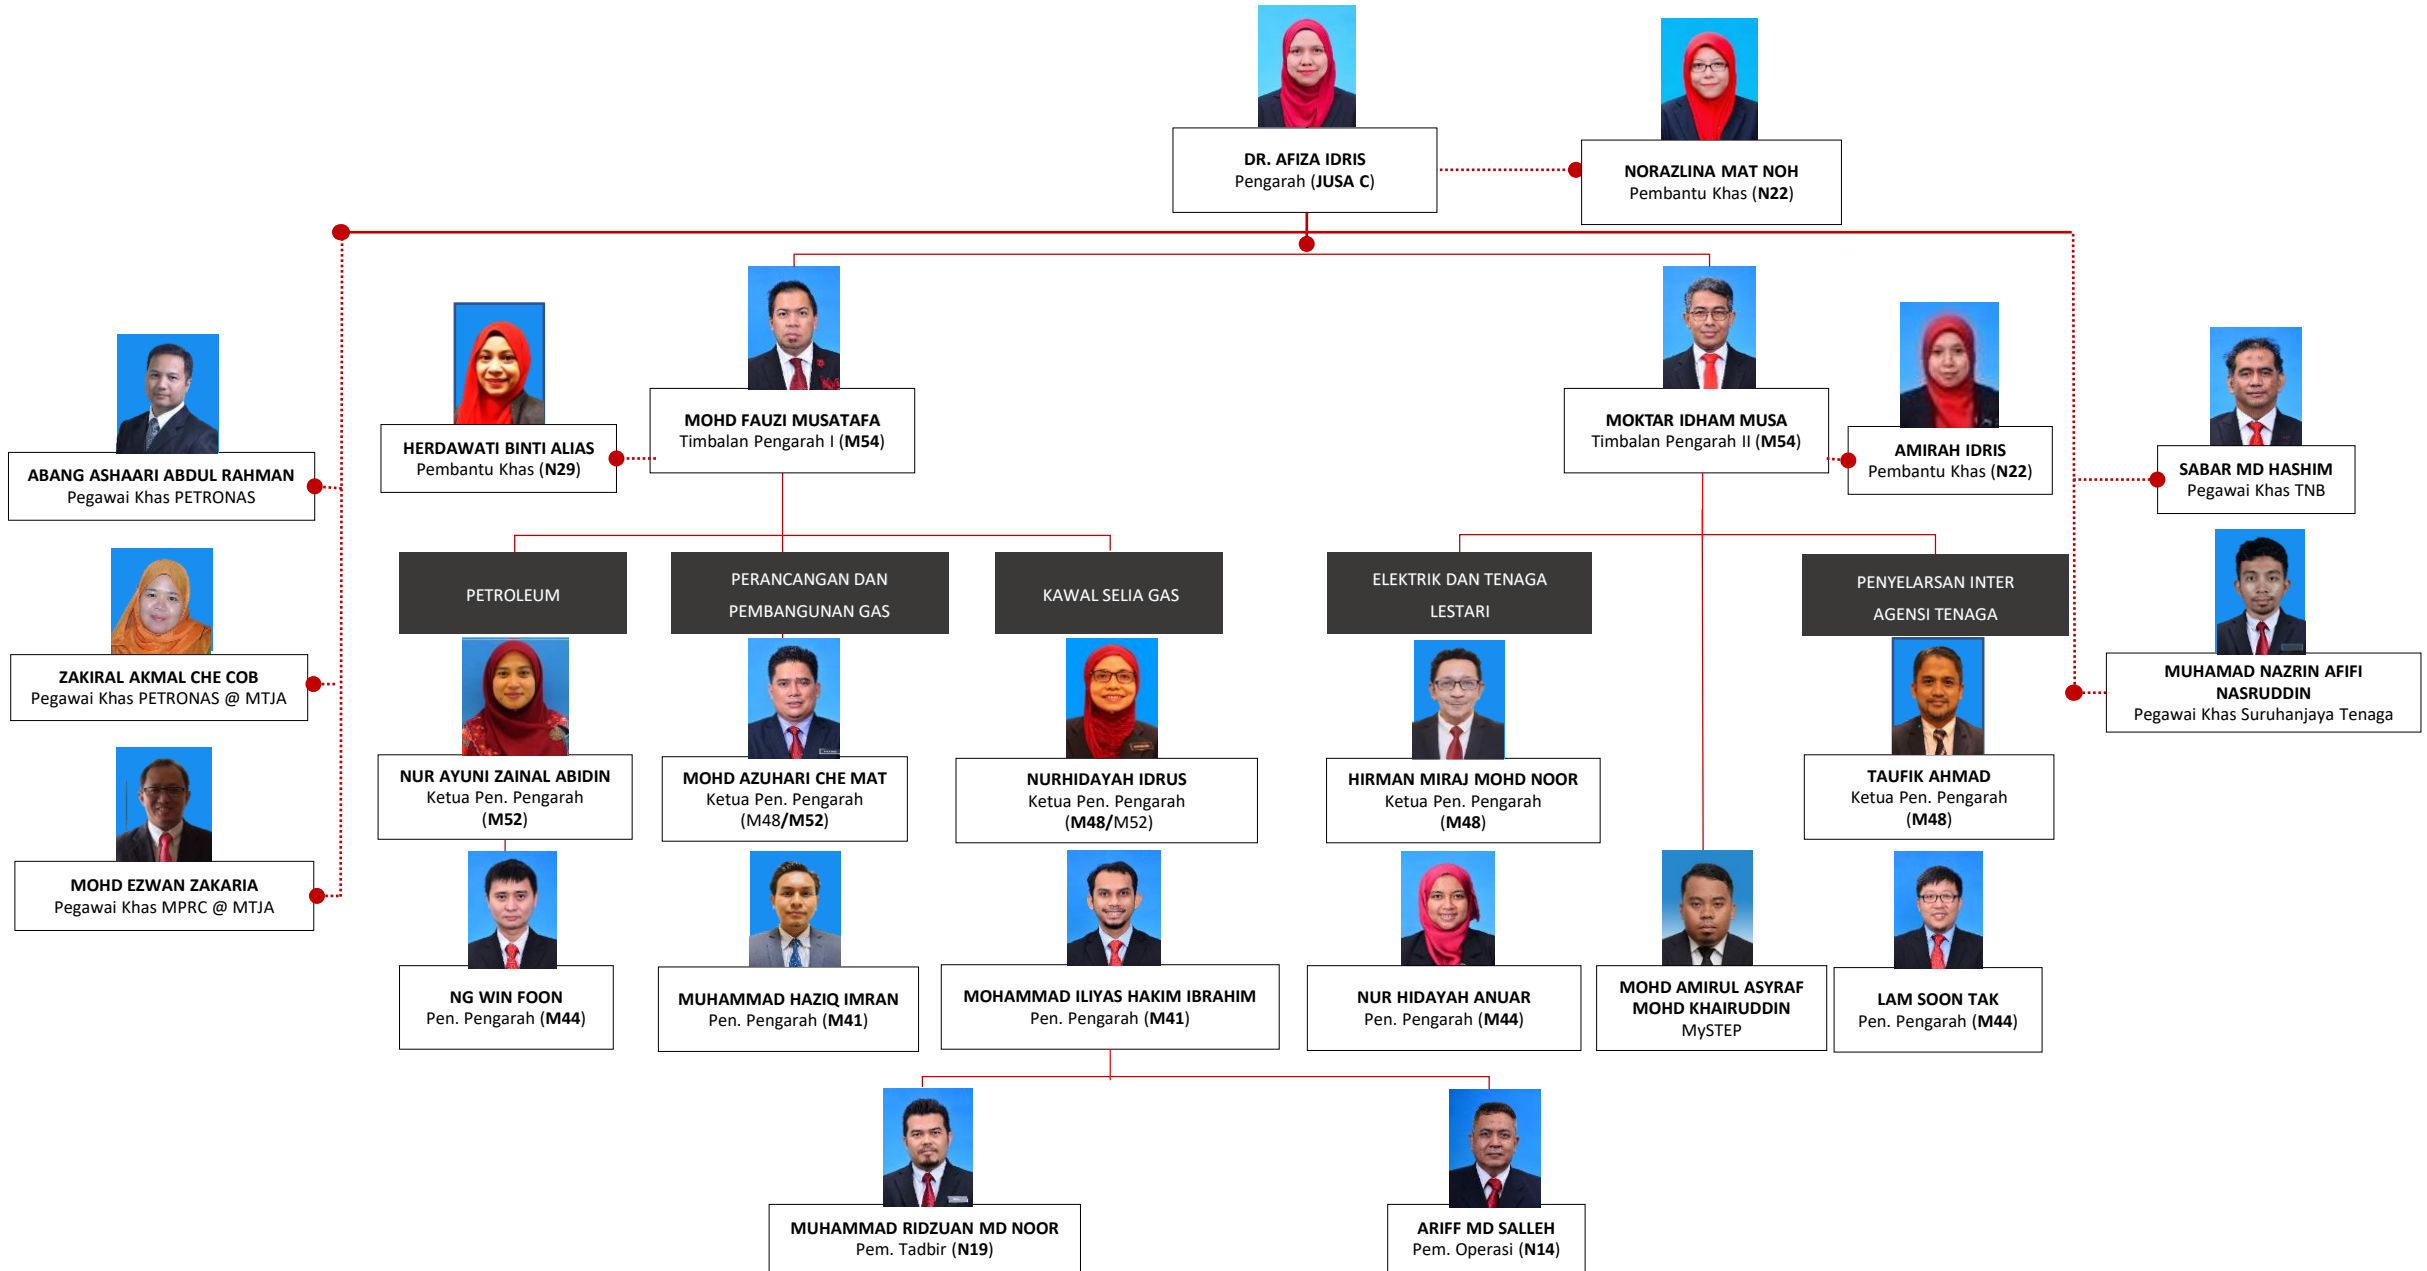 DR. AFIZA IDRIS
Pengarah (JUSA C)
NORAZLINA MAT NOH
Pembantu Khas (N22)
MOHD FAUZI MUSATAFA
Timbalan Pengarah I (M54)
HERDAWATI BINTI ALIAS
Pembantu Khas (N29)
MOKTAR IDHAM MUSA
Timbalan Pengarah II (M54)
AMIRAH IDRIS
Pembantu Khas (N22)
ABANG ASHAARI ABDUL RAHMAN
Pegawai Khas PETRONAS
ZAKIRAL AKMAL CHE COB
Pegawai Khas PETRONAS @ MTJA
MOHD EZWAN ZAKARIA
Pegawai Khas MPRC @ MTJA
SABAR MD HASHIM
Pegawai Khas TNB
MUHAMAD NAZRIN AFIFI
NASRUDDIN
Pegawai Khas Suruhanjaya Tenaga
PETROLEUM
PERANCANGAN DAN
PEMBANGUNAN GAS
KAWAL SELIA GAS
ELEKTRIK DAN TENAGA
LESTARI
PENYELARSAN INTER
AGENSI TENAGA
NUR AYUNI ZAINAL ABIDIN
Ketua Pen. Pengarah
(M52)
MOHD AZUHARI CHE MAT
Ketua Pen. Pengarah
(M48/M52)
NURHIDAYAH IDRUS
Ketua Pen. Pengarah
(M48/M52)
HIRMAN MIRAJ MOHD NOOR
Ketua Pen. Pengarah
(M48)
TAUFIK AHMAD
Ketua Pen. Pengarah
(M48)
NG WIN FOON
Pen. Pengarah (M44)
MUHAMMAD HAZIQ IMRAN
Pen. Pengarah (M41)
MOHAMMAD ILIYAS HAKIM IBRAHIM
Pen. Pengarah (M41)
NUR HIDAYAH ANUAR
Pen. Pengarah (M44)
MOHD AMIRUL ASYRAF
MOHD KHAIRUDDIN
MySTEP
LAM SOON TAK
Pen. Pengarah (M44)
MUHAMMAD RIDZUAN MD NOOR
Pem. Tadbir (N19)
ARIFF MD SALLEH
Pem. Operasi (N14)